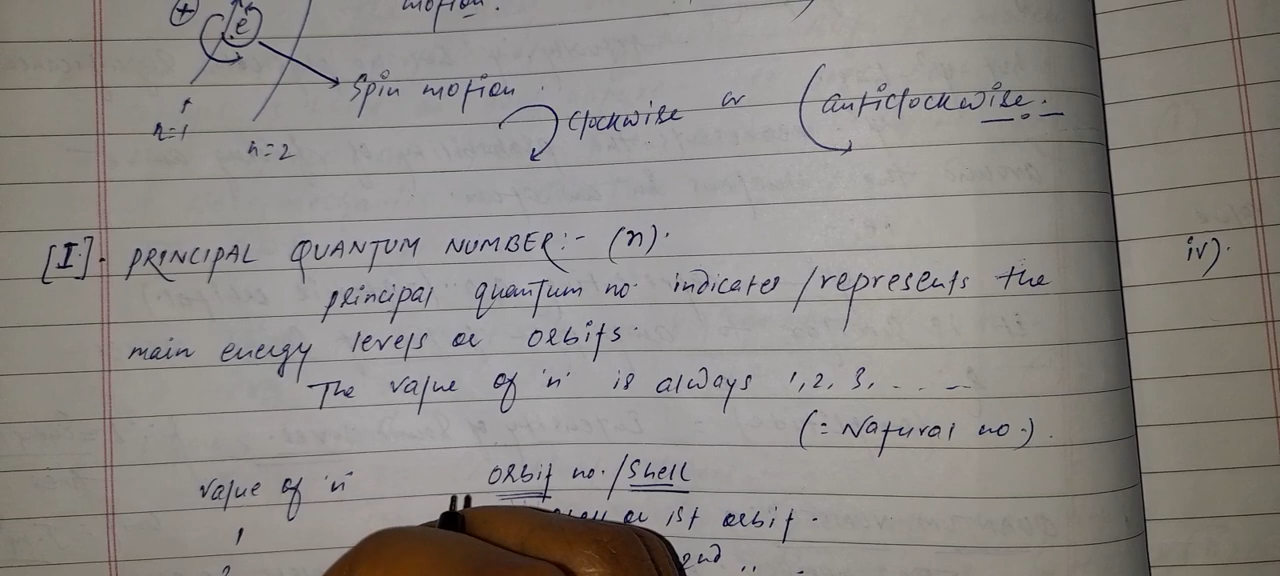 motion.
+
e
Spin motion.
n=1
n=2
clockwise or anticlockwise.
[I]. PRINCIPAL QUANTUM NUMBER:- (n).
principal quantum no. indicates/represents the
main energy levels or orbits.
The value of 'n' is always 1, 2, 3, . . . .
(= Natural no.).
iv).
value of 'n' orbit no./Shell
1 or 1st orbit.
2 2nd ,,